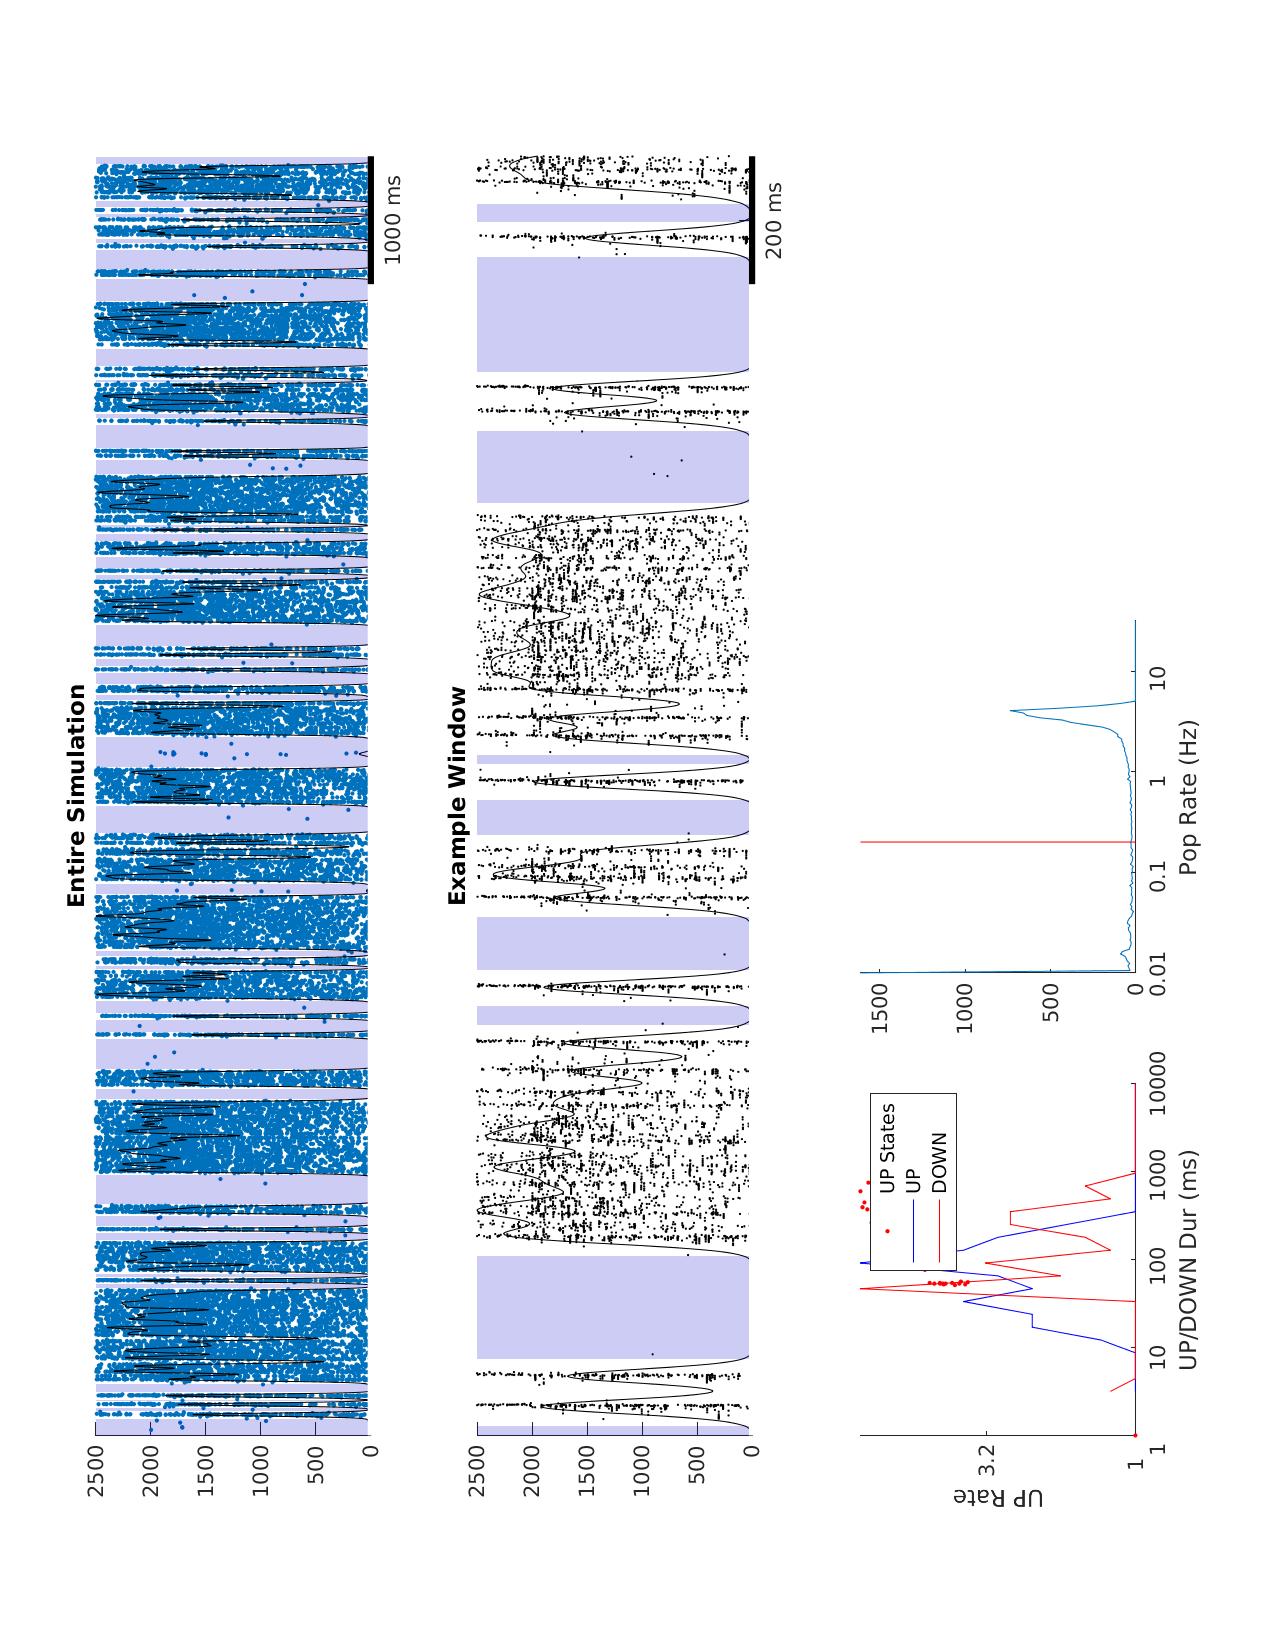 Entire Simulation
2500
2000
1500
1000
500
0
1000 ms
Example Window
2500
2000
1500
1000
500
0
200 ms
UP Rate
3.2
1
UP States
UP
DOWN
1 10 100 1000 10000
UP/DOWN Dur (ms)
1500
1000
500
0
0.01 0.1 1 10
Pop Rate (Hz)